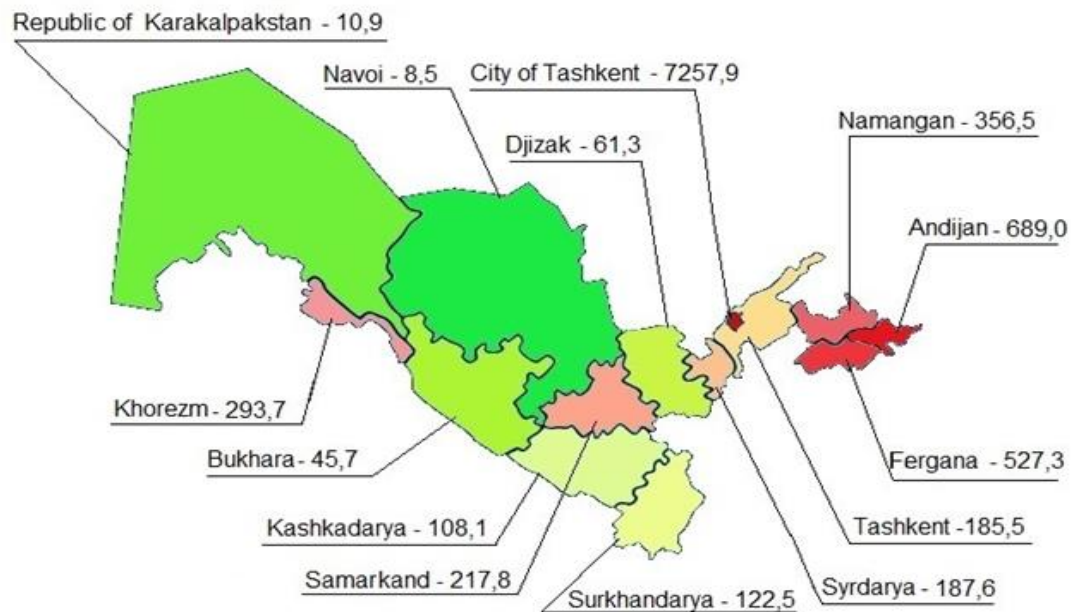 Republic of Karakalpakstan - 10,9
Navoi - 8,5
City of Tashkent - 7257,9
Namangan - 356,5
Djizak - 61,3
Andijan - 689,0
Khorezm - 293,7
Bukhara - 45,7
Fergana - 527,3
Kashkadarya - 108,1
Tashkent -185,5
Samarkand - 217,8
Surkhandarya - 122,5
Syrdarya - 187,6